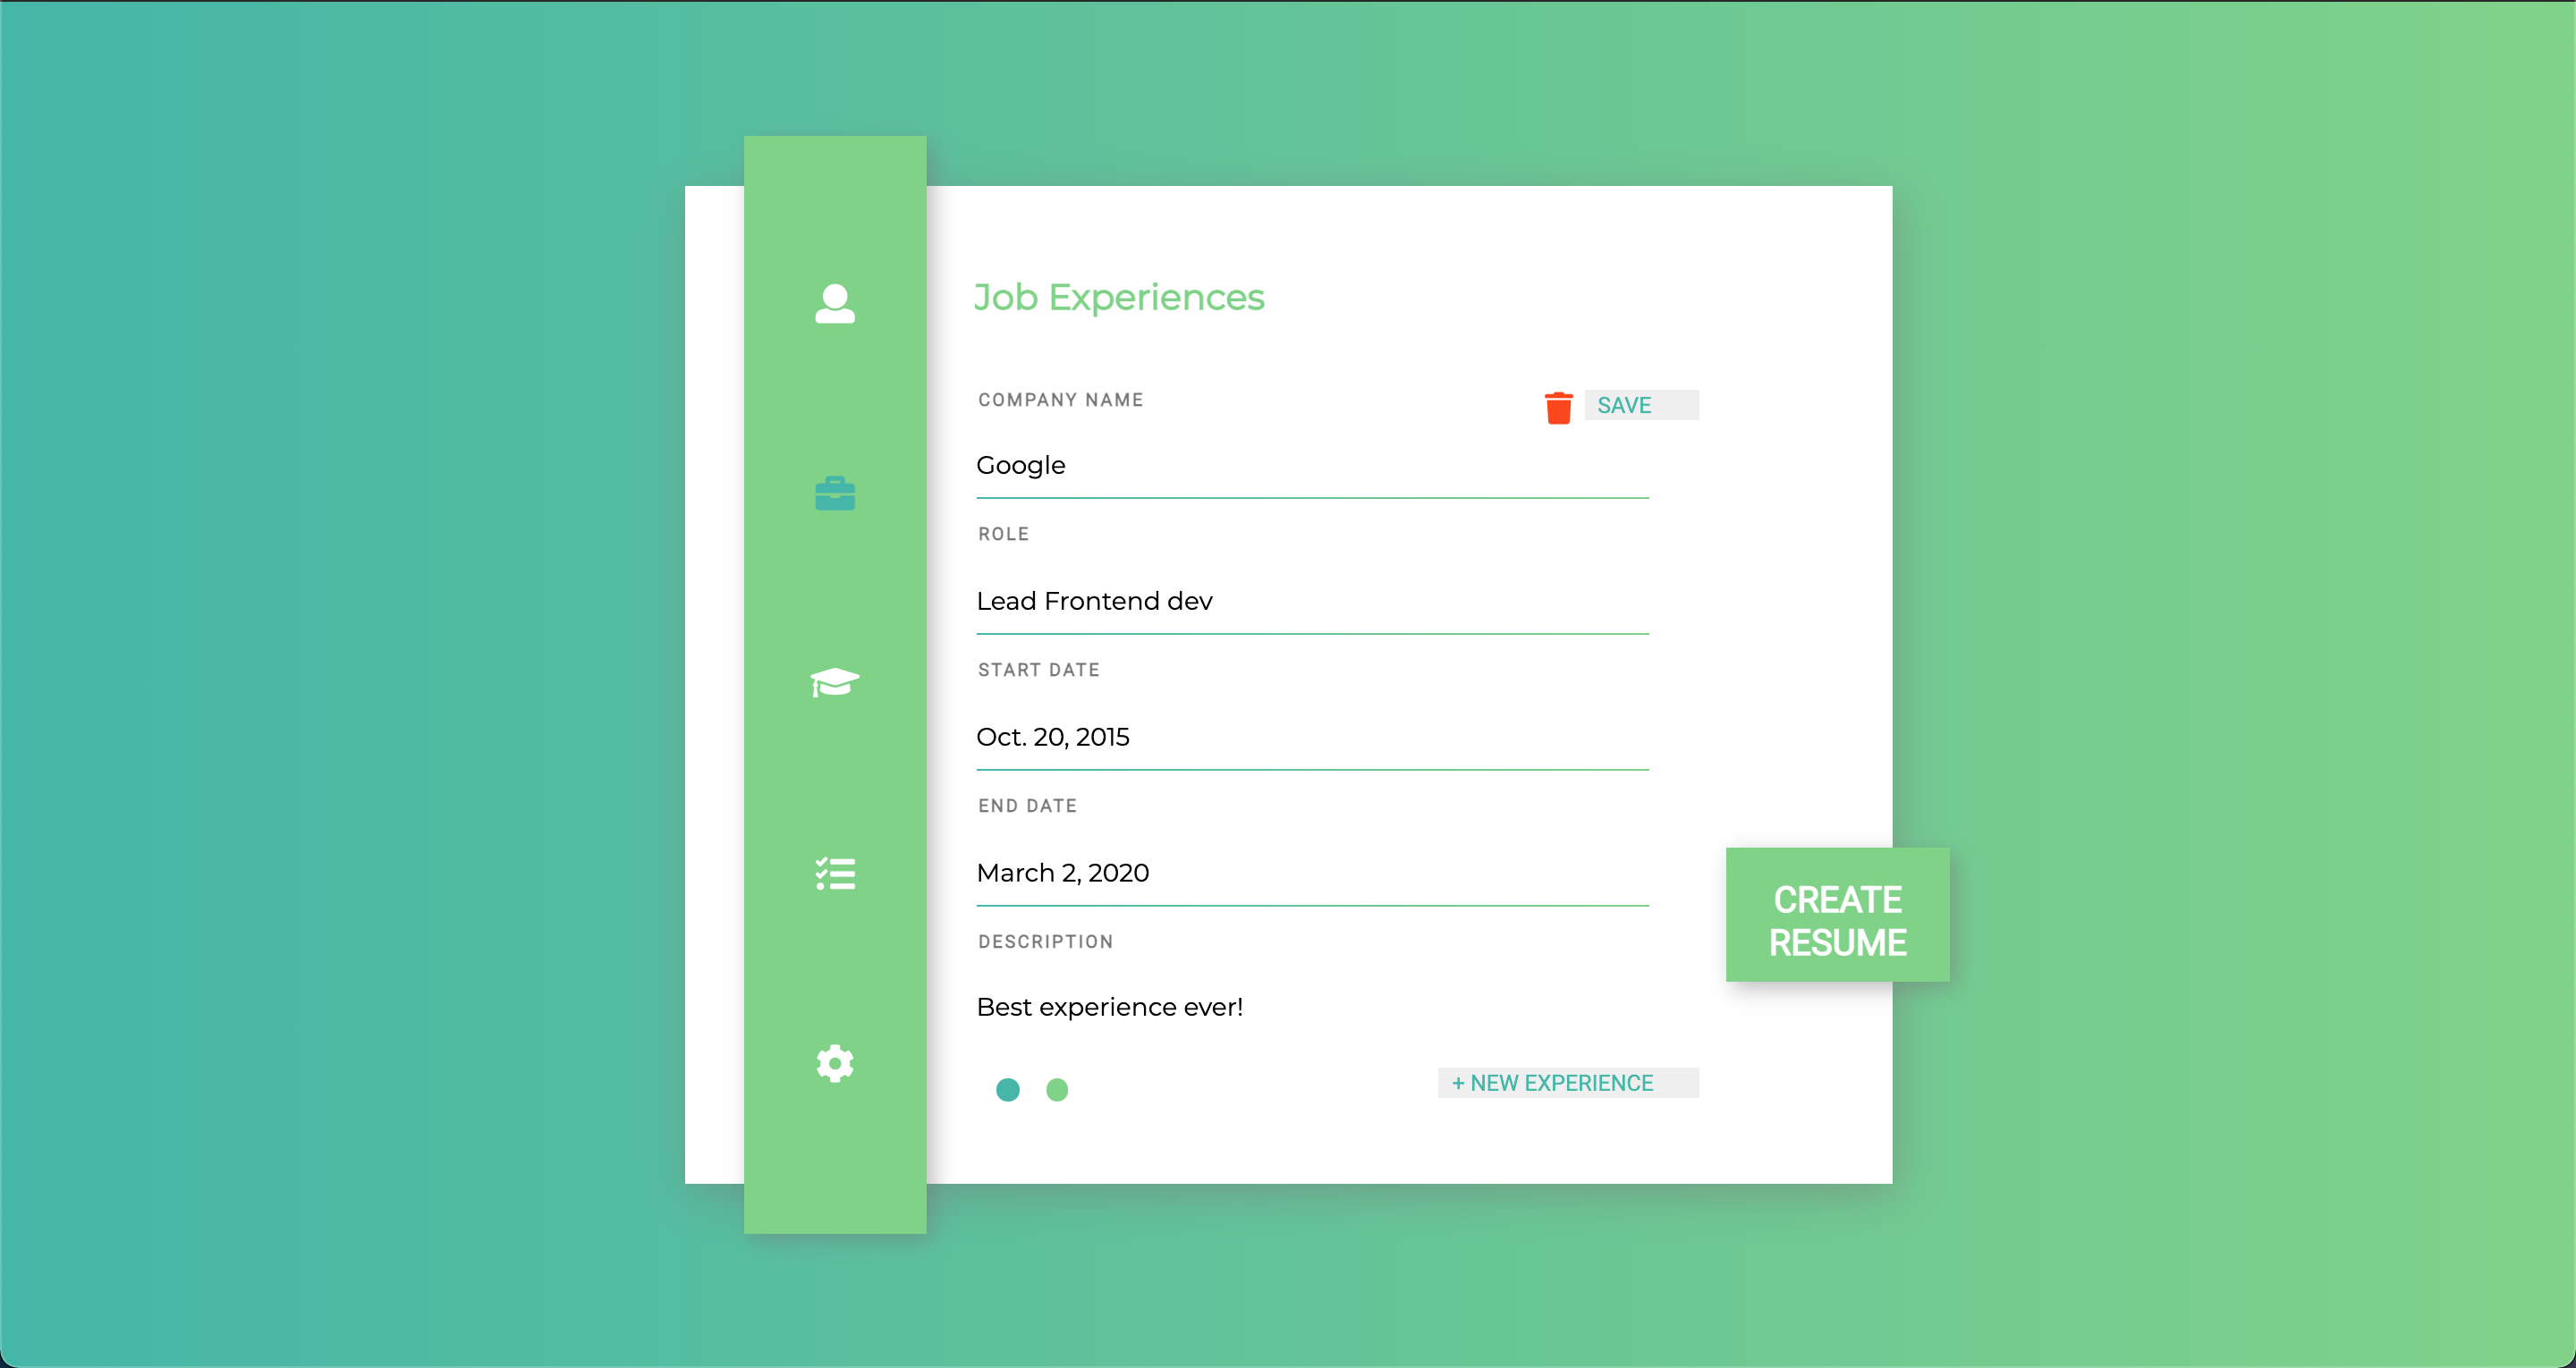 Job Experiences
COMPANY NAME
SAVE
Google
ROLE
Lead Frontend dev
START DATE
Oct. 20, 2015
END DATE
March 2, 2020
CREATE
RESUME
DESCRIPTION
Best experience ever!
+ NEW EXPERIENCE